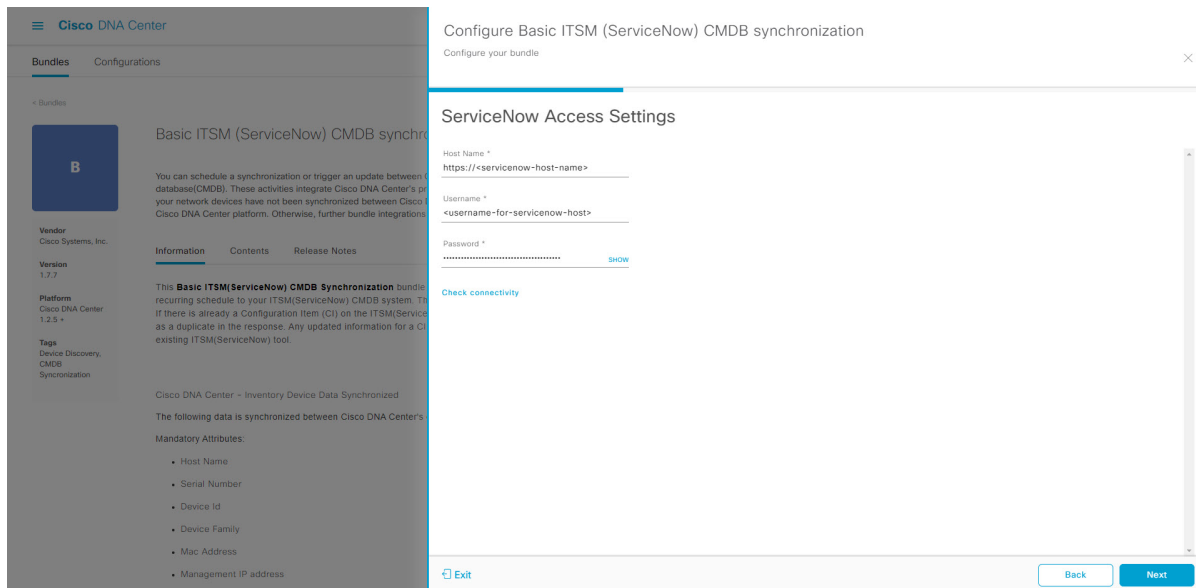 Cisco DNA Center
Bundles
Configurations
< Bundles
B
Vendor
Cisco Systems, Inc.
Version
1.7.7
Platform
Cisco DNA Center
1.2.5 +
Tags
Device Discovery,
CMDB
Syncronization
Basic ITSM (ServiceNow) CMDB synchro
You can schedule a synchronization or trigger an update between
database(CMDB). These activities integrate Cisco DNA Center's pr
your network devices have not been synchronized between Cisco
Cisco DNA Center platform. Otherwise, further bundle integrations
Information
Contents
Release Notes
This Basic ITSM(ServiceNow) CMDB Synchronization bundle
recurring schedule to your ITSM(ServiceNow) CMDB system. Th
If there is already a Configuration Item (CI) on the ITSM(Service
as a duplicate in the response. Any updated information for a CI
existing ITSM(ServiceNow) tool.
Cisco DNA Center - Inventory Device Data Synchronized
The following data is synchronized between Cisco DNA Center's
Mandatory Attributes:
• Host Name
• Serial Number
• Device Id
• Device Family
• Mac Address
• Management IP address
Configure Basic ITSM (ServiceNow) CMDB synchronization
Configure your bundle
ServiceNow Access Settings
Host Name *
https://<servicenow-host-name>
Username *
<username-for-servicenow-host>
Password *
SHOW
Check connectivity
Exit
Back
Next